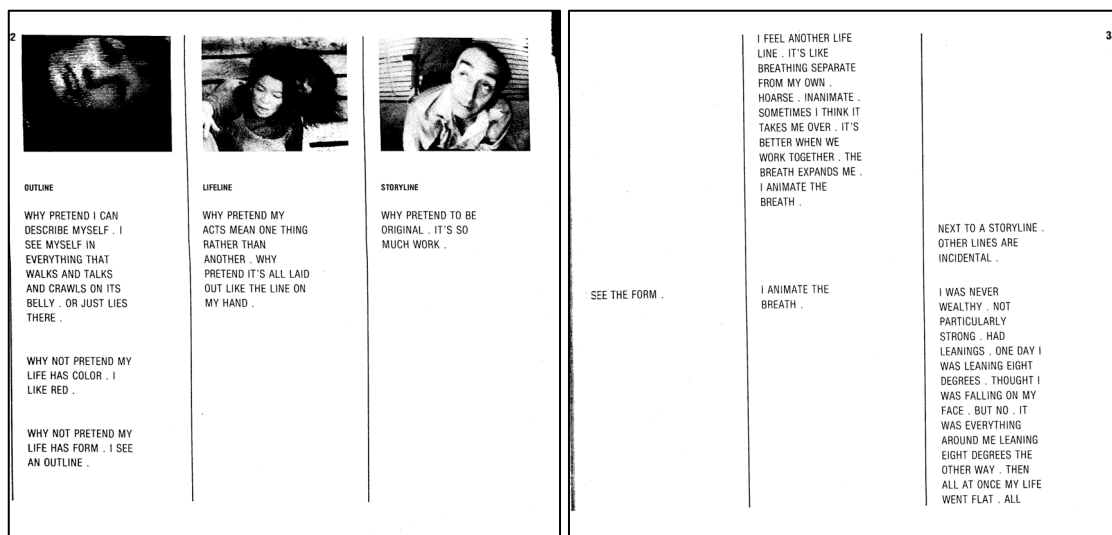 2
OUTLINE
WHY PRETEND I CAN
DESCRIBE MYSELF . I
SEE MYSELF IN
EVERYTHING THAT
WALKS AND TALKS
AND CRAWLS ON ITS
BELLY . OR JUST LIES
THERE .
WHY NOT PRETEND MY
LIFE HAS COLOR . I
LIKE RED .
WHY NOT PRETEND MY
LIFE HAS FORM . I SEE
AN OUTLINE .
LIFELINE
WHY PRETEND MY
ACTS MEAN ONE THING
RATHER THAN
ANOTHER . WHY
PRETEND IT'S ALL LAID
OUT LIKE THE LINE ON
MY HAND .
STORYLINE
WHY PRETEND TO BE
ORIGINAL . IT'S SO
MUCH WORK .
3
SEE THE FORM .
I FEEL ANOTHER LIFE
LINE . IT'S LIKE
BREATHING SEPARATE
FROM MY OWN .
HOARSE . INANIMATE .
SOMETIMES I THINK IT
TAKES ME OVER . IT'S
BETTER WHEN WE
WORK TOGETHER . THE
BREATH EXPANDS ME .
I ANIMATE THE
BREATH .
I ANIMATE THE
BREATH .
NEXT TO A STORYLINE .
OTHER LINES ARE
INCIDENTAL .
I WAS NEVER
WEALTHY . NOT
PARTICULARLY
STRONG . HAD
LEANINGS . ONE DAY I
WAS LEANING EIGHT
DEGREES . THOUGHT I
WAS FALLING ON MY
FACE . BUT NO . IT
WAS EVERYTHING
AROUND ME LEANING
EIGHT DEGREES THE
OTHER WAY . THEN
ALL AT ONCE MY LIFE
WENT FLAT . ALL